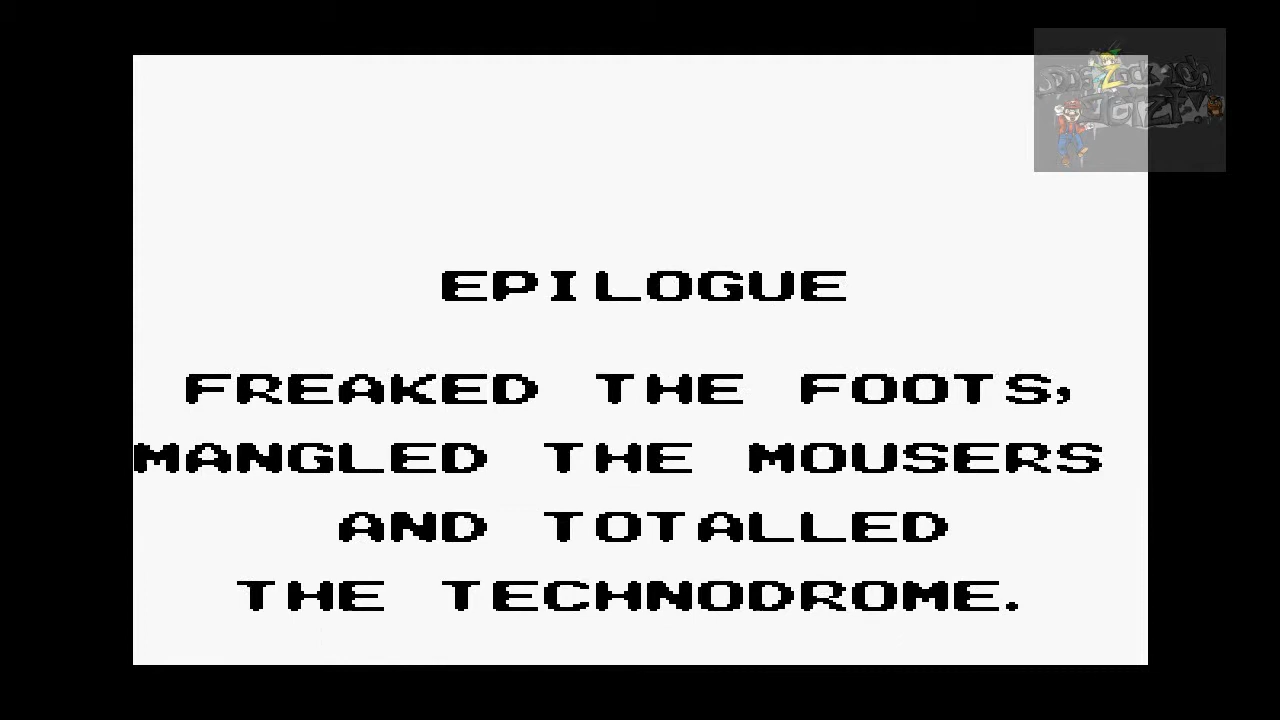 EPILOGUE
FREAKED THE FOOTS,
MANGLED THE MOUSERS
AND TOTALLED
THE TECHNODROME.